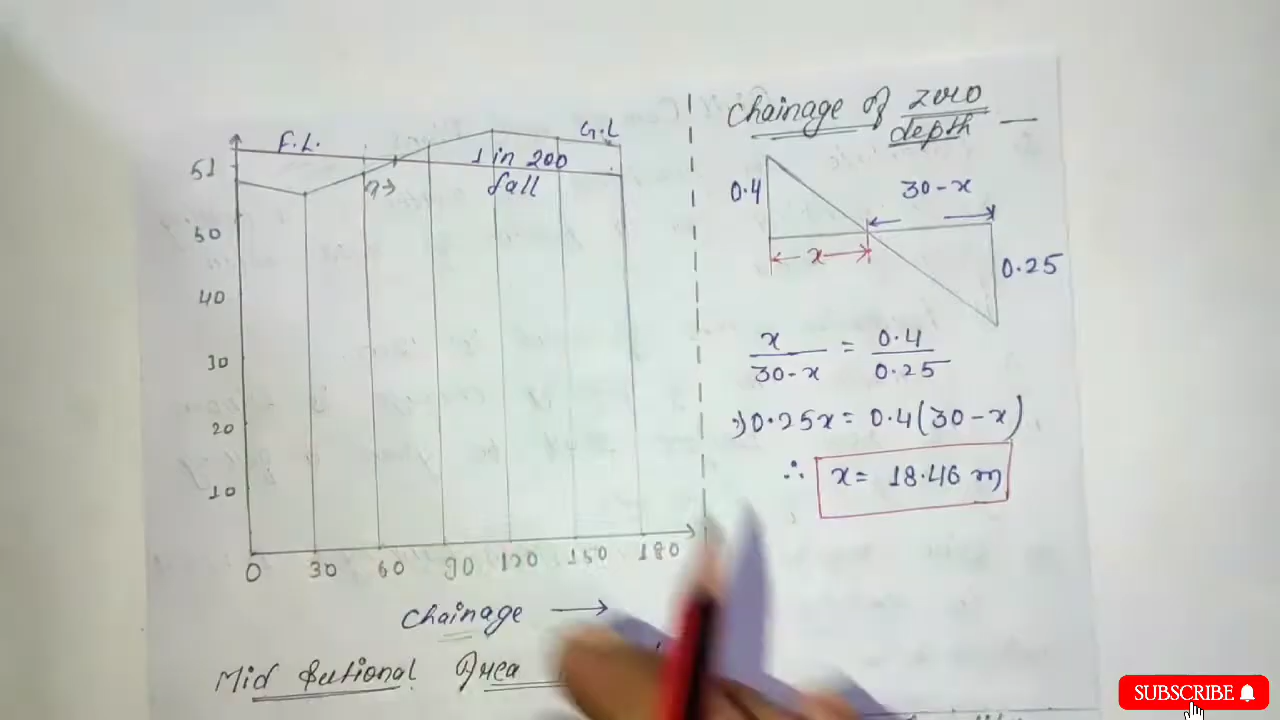 F.L.
G.L
1 in 200
fall
x→
51
50
40
30
20
10
0 30 60 90 120 150 180
Chainage →
Mid Sectional Area
Chainage of zero
depth —
0.4
30-x
x
0.25
x / 30-x = 0.4 / 0.25
⇒ 0.25x = 0.4(30-x)
∴ x = 18.46 m
SUBSCRIBE